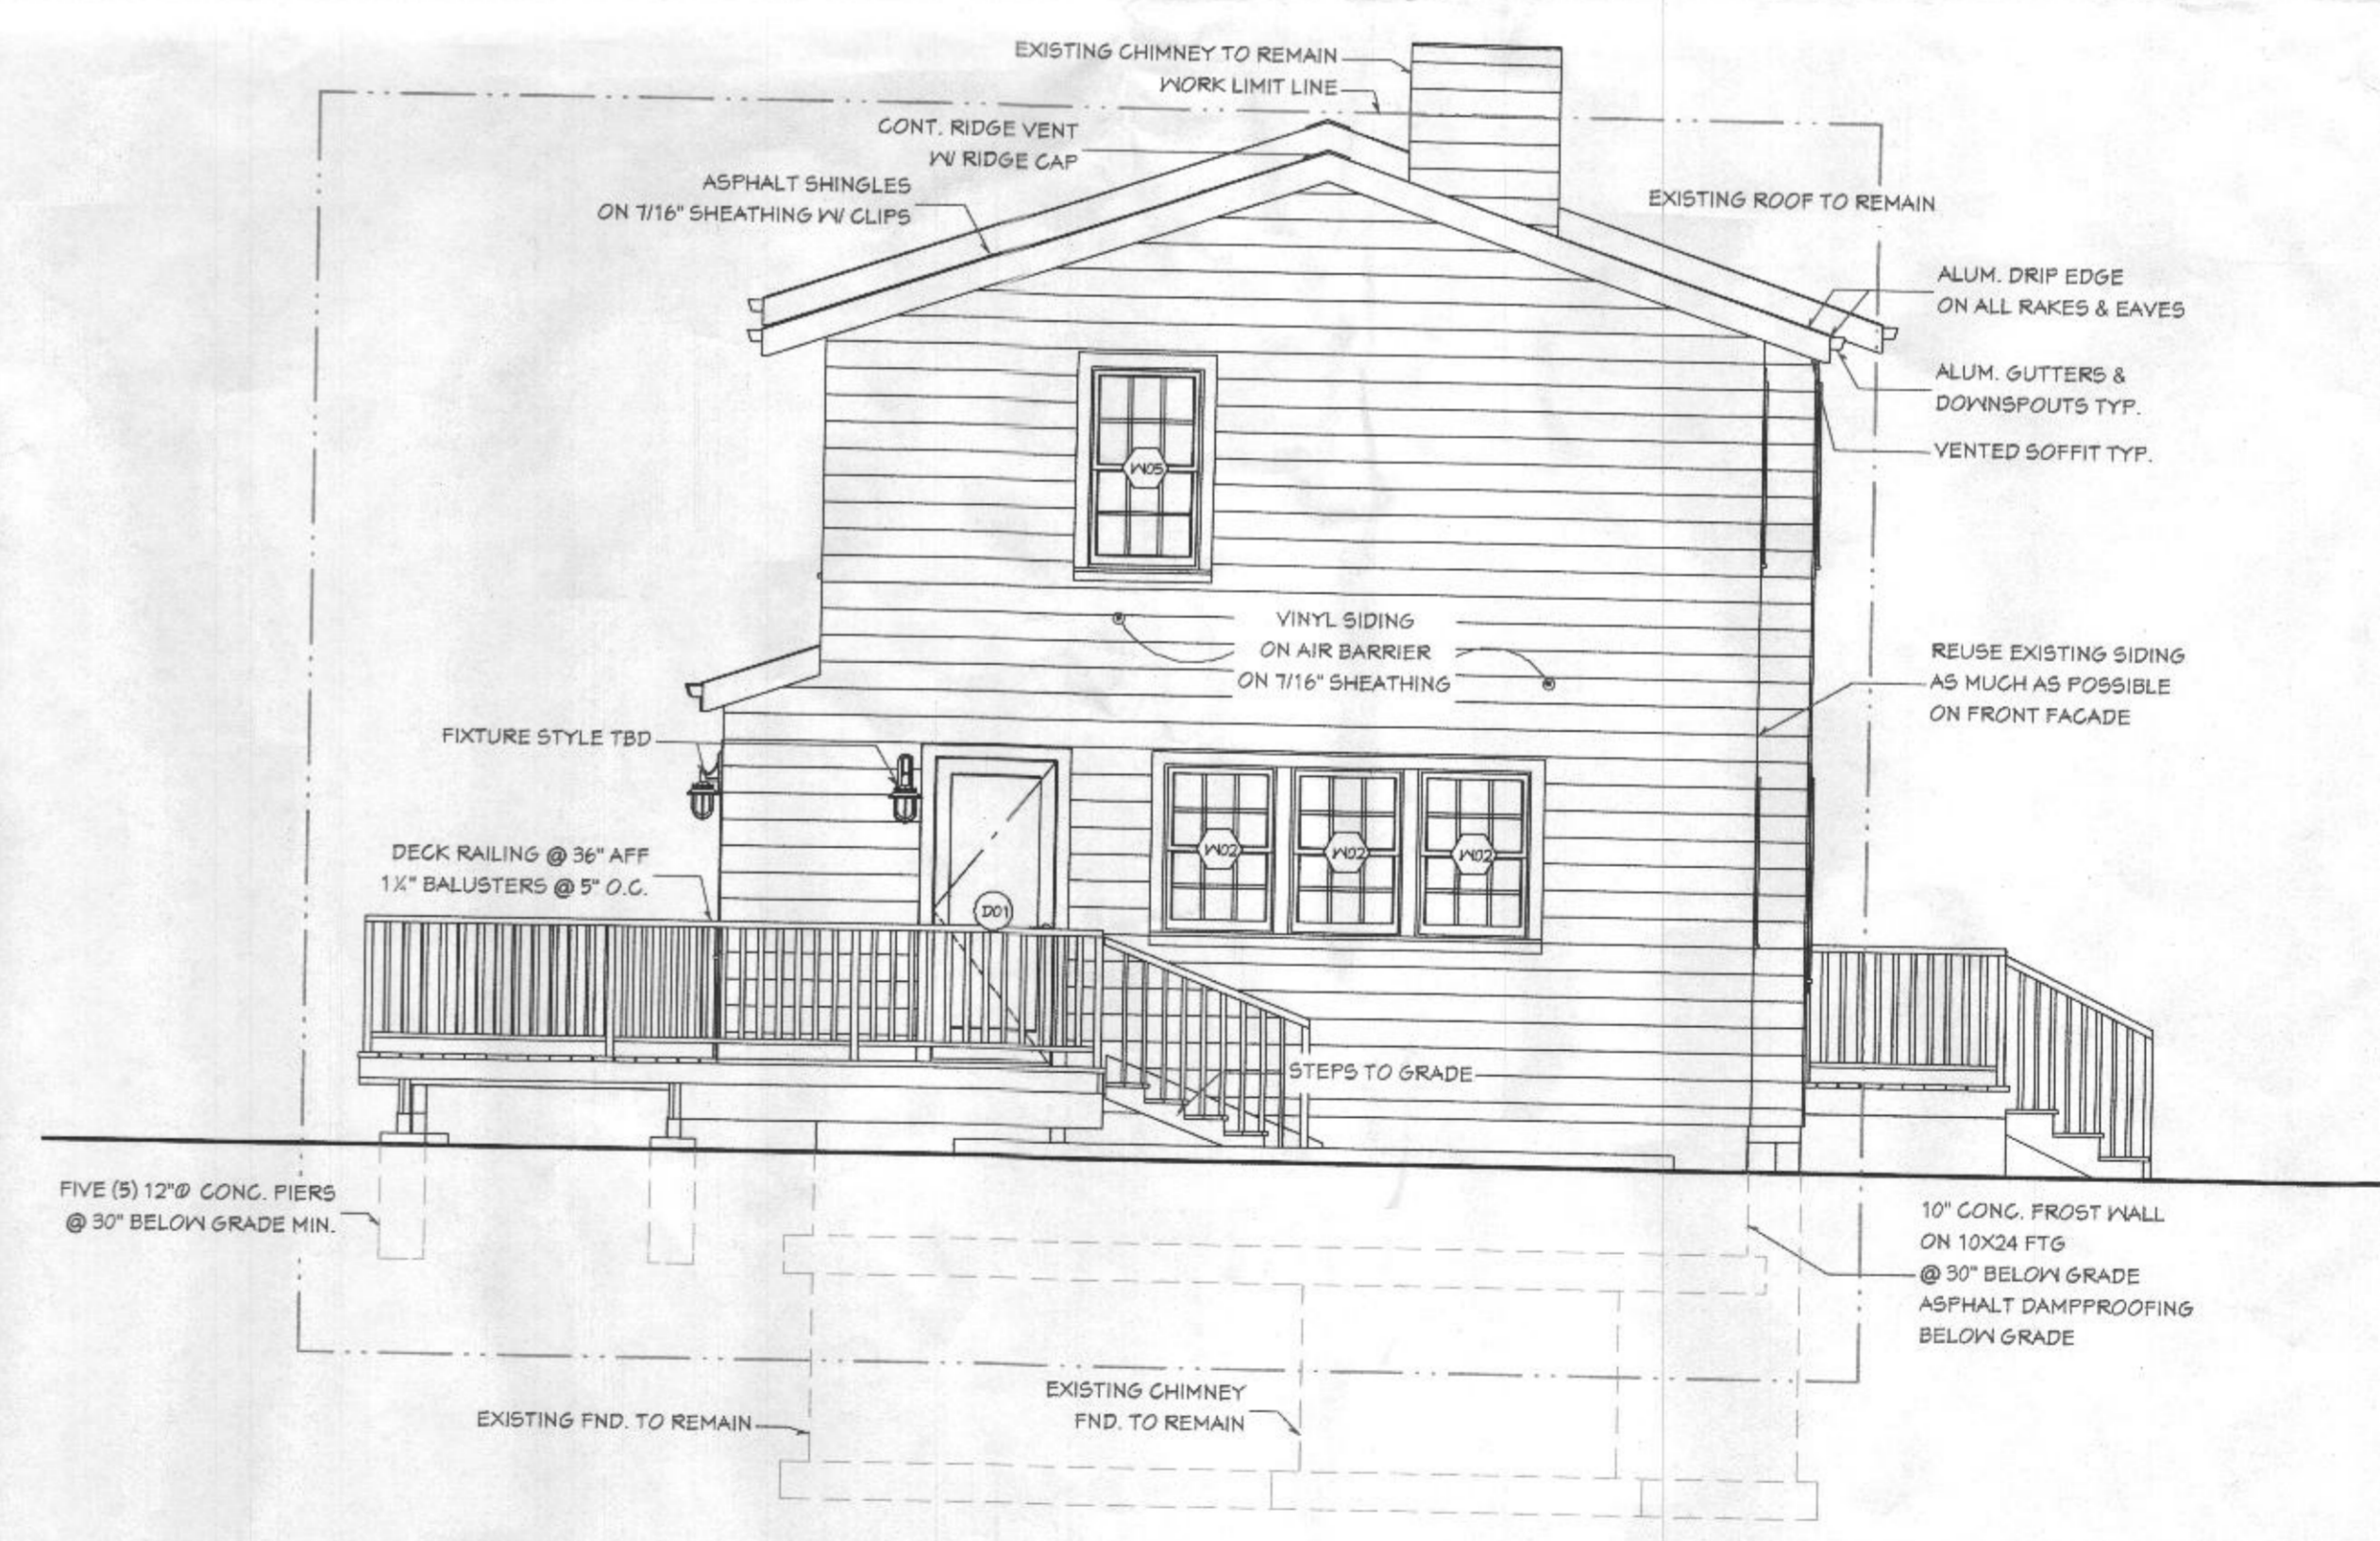 EXISTING CHIMNEY TO REMAIN
WORK LIMIT LINE
CONT. RIDGE VENT
W/ RIDGE CAP
ASPHALT SHINGLES
ON 7/16" SHEATHING W/ CLIPS
EXISTING ROOF TO REMAIN
ALUM. DRIP EDGE
ON ALL RAKES & EAVES
ALUM. GUTTERS &
DOWNSPOUTS TYP.
VENTED SOFFIT TYP.
W05
VINYL SIDING
ON AIR BARRIER
ON 7/16" SHEATHING
REUSE EXISTING SIDING
AS MUCH AS POSSIBLE
ON FRONT FACADE
FIXTURE STYLE TBD
DECK RAILING @ 36" AFF
1¼" BALUSTERS @ 5" O.C.
W02
W02
W02
D01
STEPS TO GRADE
FIVE (5) 12"Ø CONC. PIERS
@ 30" BELOW GRADE MIN.
10" CONC. FROST WALL
ON 10X24 FTG
@ 30" BELOW GRADE
ASPHALT DAMPPROOFING
BELOW GRADE
EXISTING FND. TO REMAIN
EXISTING CHIMNEY
FND. TO REMAIN